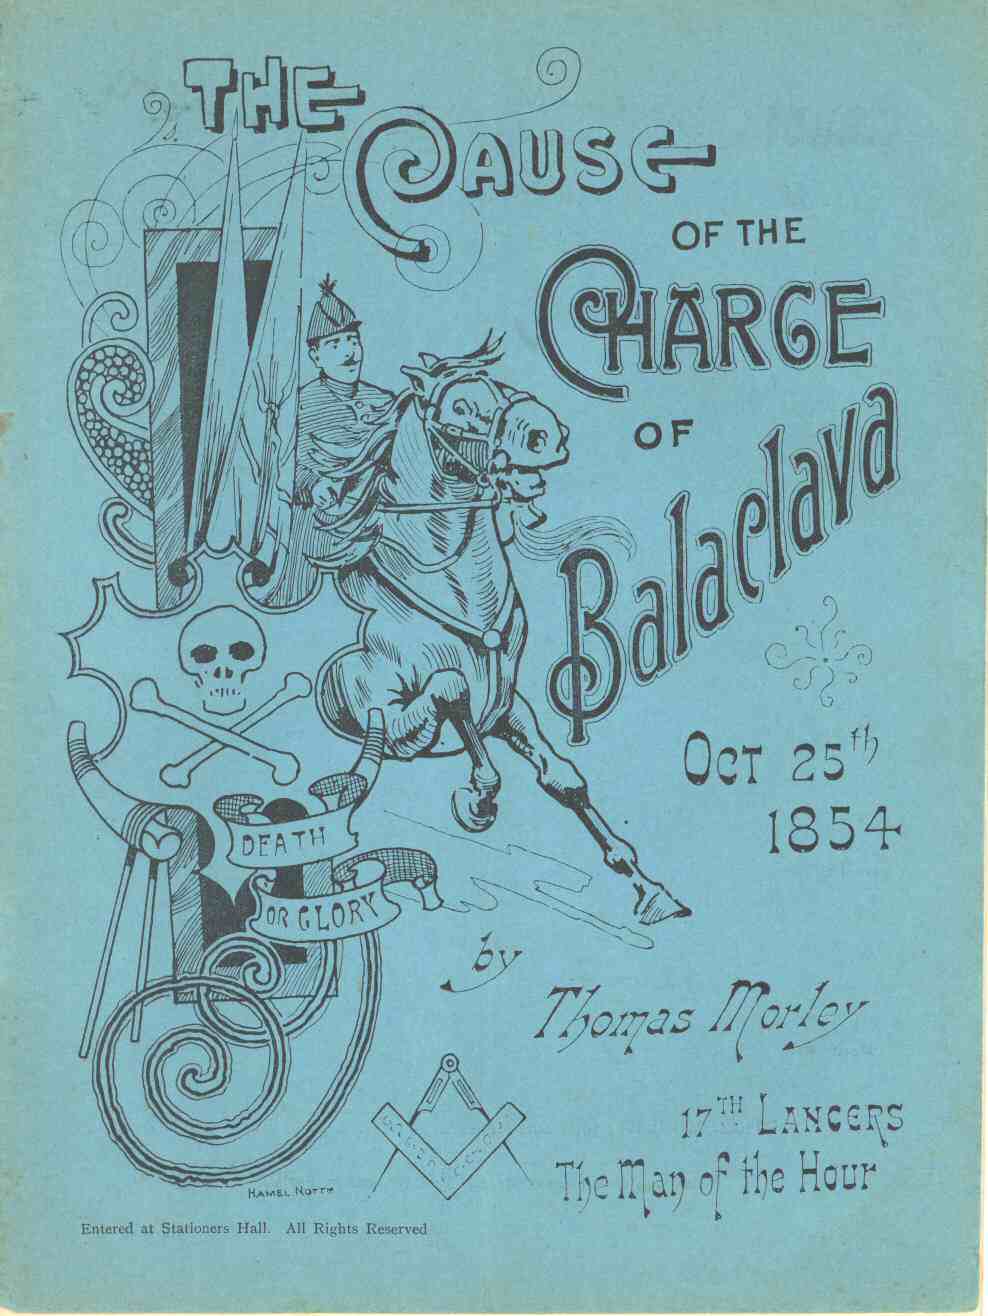 THE
CAUSE
OF THE
CHARGE
OF
Balaclava
OCT 25th
1854
DEATH
OR GLORY
by
Thomas Morley
17TH LANCERS
The Man of the Hour
HAMEL NOTTM
Entered at Stationers Hall. All Rights Reserved